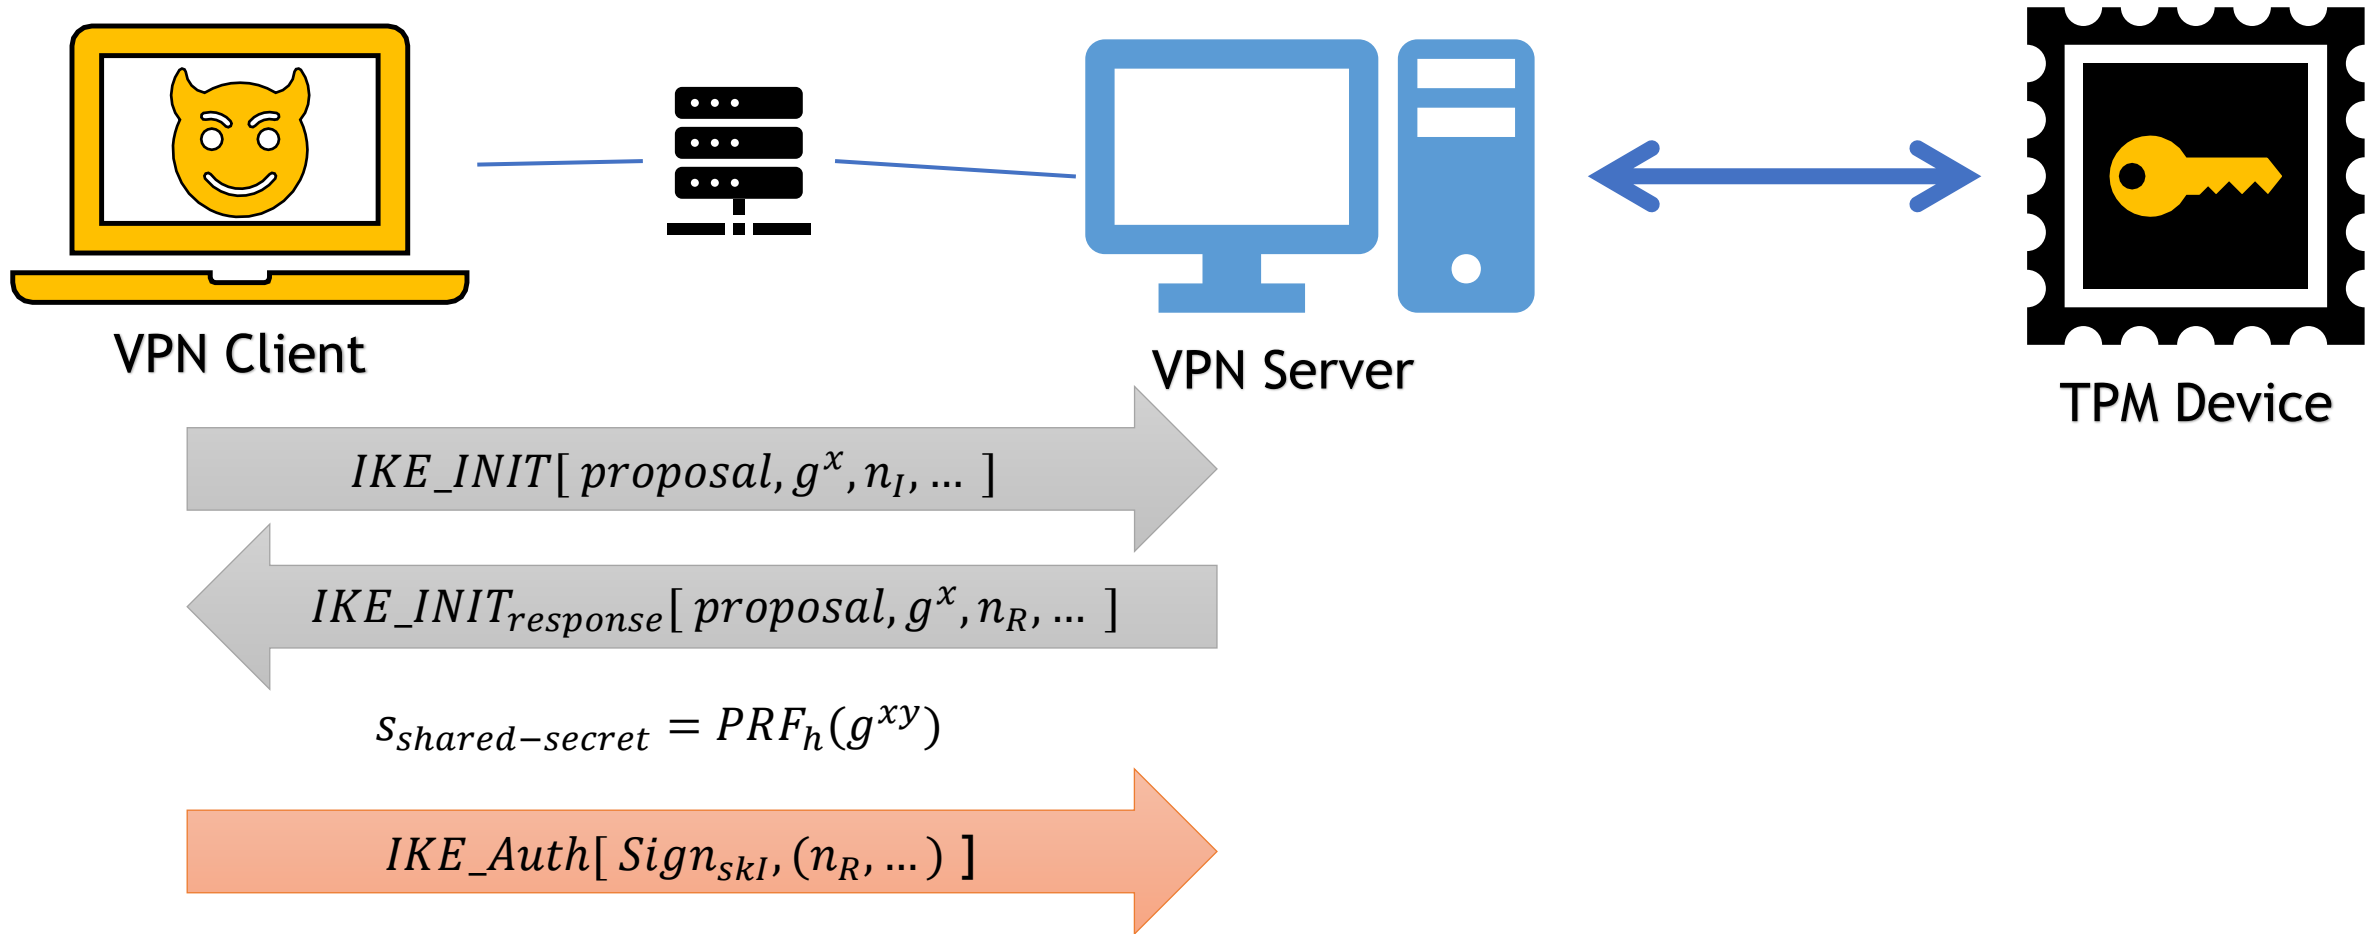 VPN Client
VPN Server
TPM Device
IKE_INIT[ proposal, g^x, n_I, … ]
IKE_INIT_response[ proposal, g^x, n_R, … ]
s_shared−secret = PRF_h(g^xy)
IKE_Auth[ Sign_skI, (n_R, … ) ]